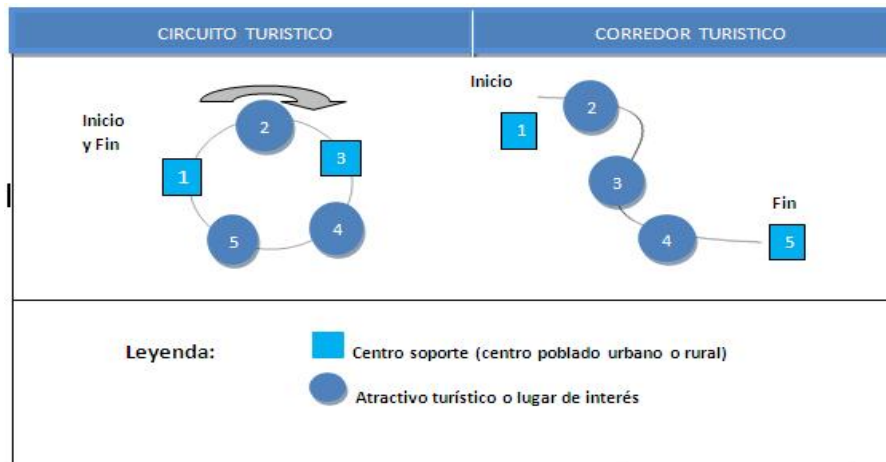 CIRCUITO TURISTICO
CORREDOR TURISTICO
Inicio
y Fin
1
2
3
4
5
Inicio
1
2
3
4
5
Fin
Leyenda:
Centro soporte (centro poblado urbano o rural)
Atractivo turístico o lugar de interés